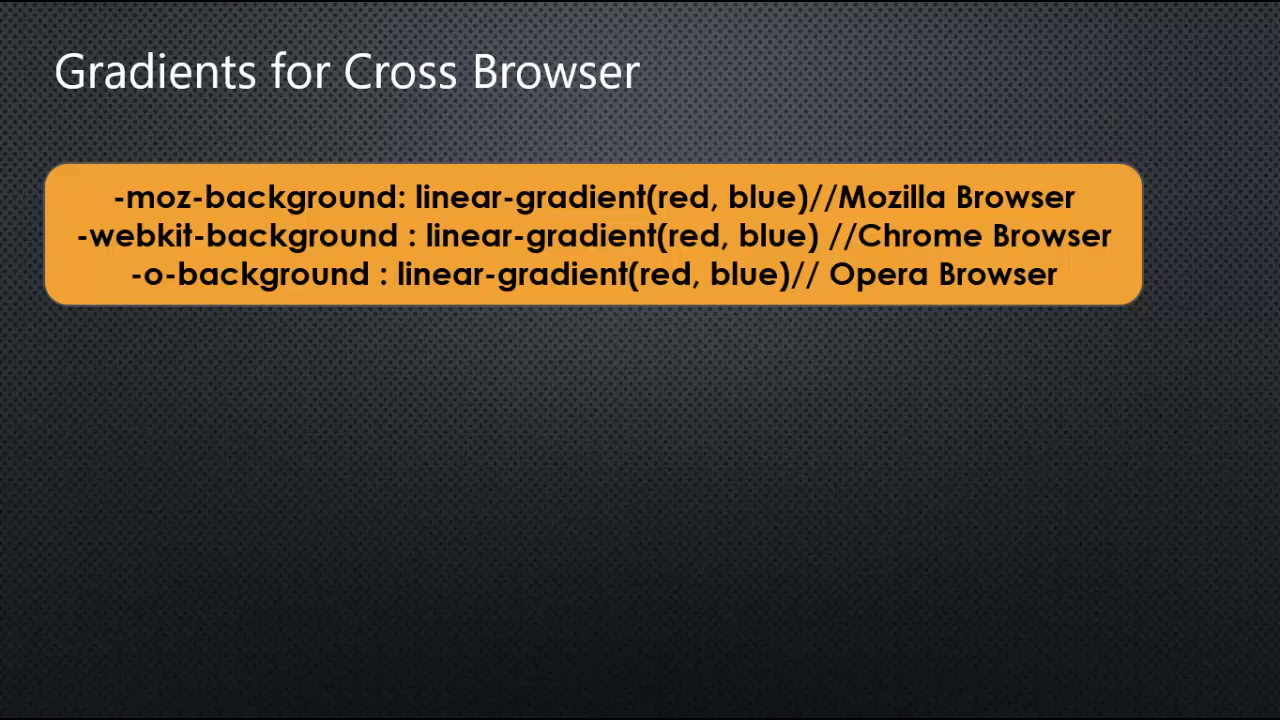 Gradients for Cross Browser
-moz-background: linear-gradient(red, blue)//Mozilla Browser
-webkit-background : linear-gradient(red, blue) //Chrome Browser
-o-background : linear-gradient(red, blue)// Opera Browser